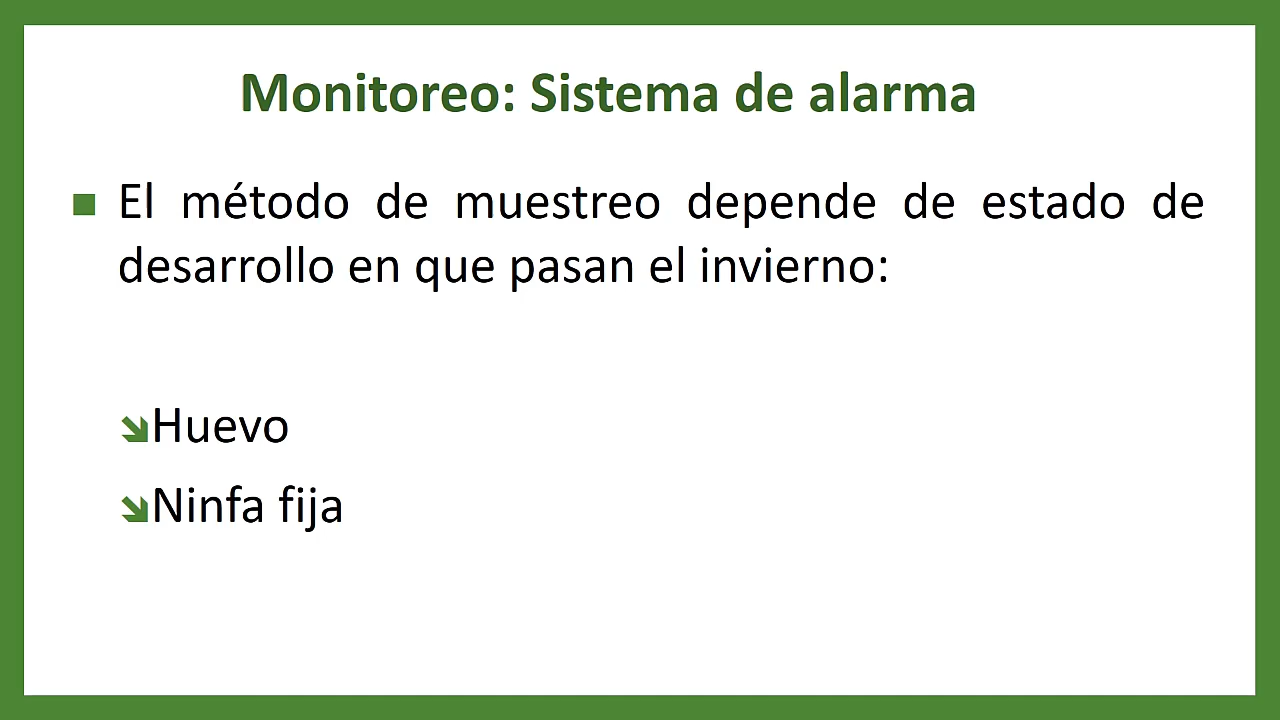 Monitoreo: Sistema de alarma
El método de muestreo depende de estado de
desarrollo en que pasan el invierno:
Huevo
Ninfa fija